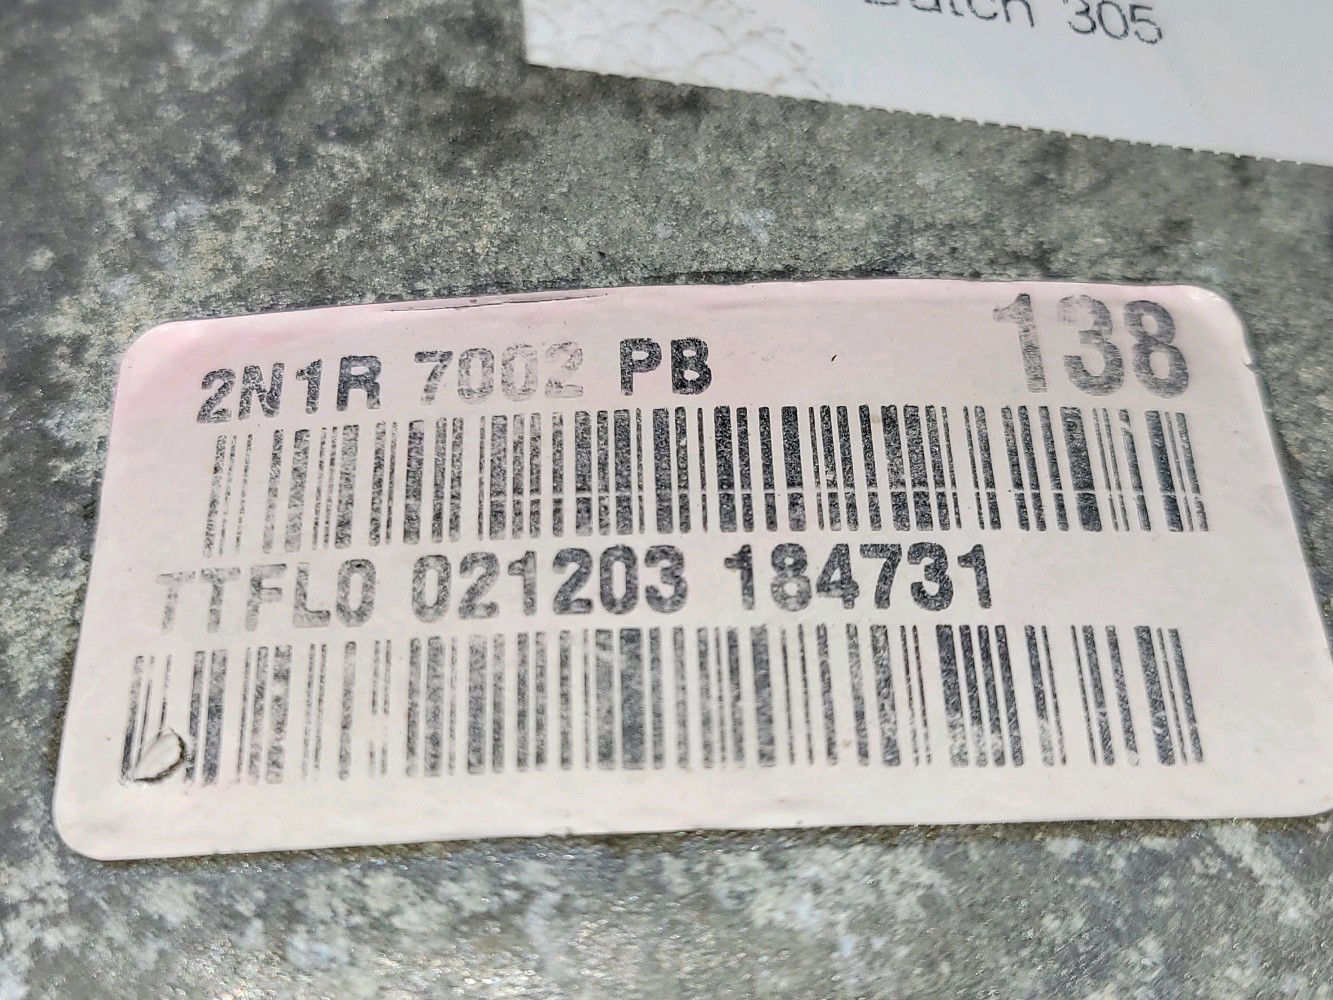 Batch 305
2N1R 7002 PB 138
TTFL0 021203 184731